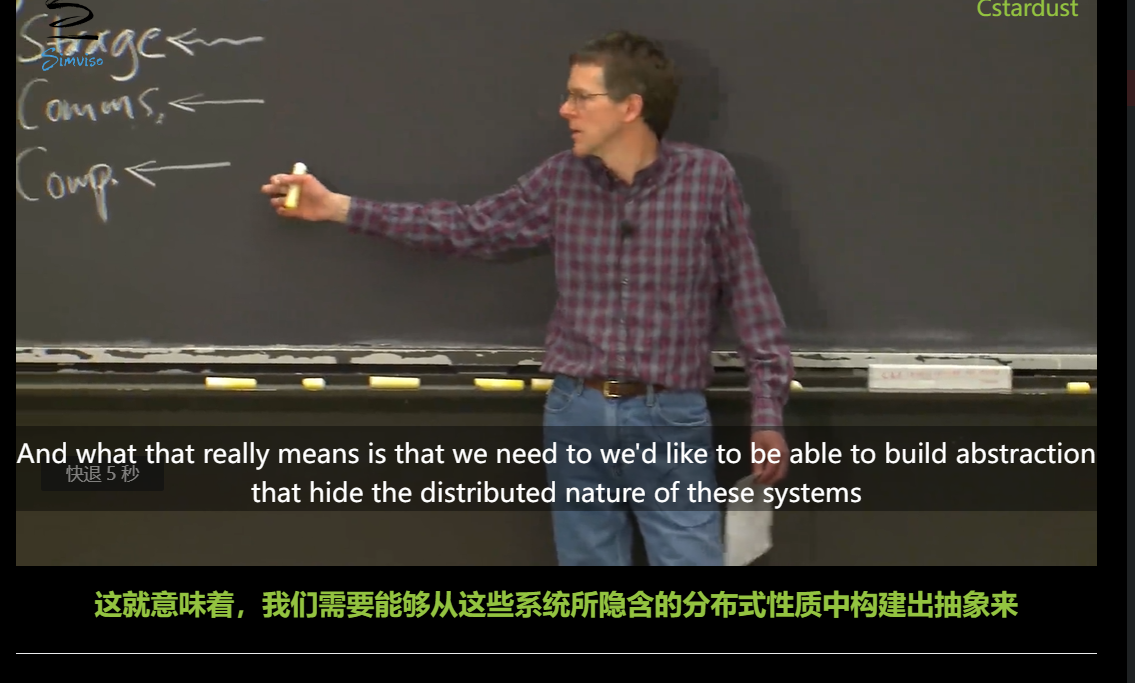 Cstardust
Storage
Simviso
Comms.
Comp.
And what that really means is that we need to we'd like to be able to build abstraction
快退 5 秒
that hide the distributed nature of these systems
这就意味着，我们需要能够从这些系统所隐含的分布式性质中构建出抽象来